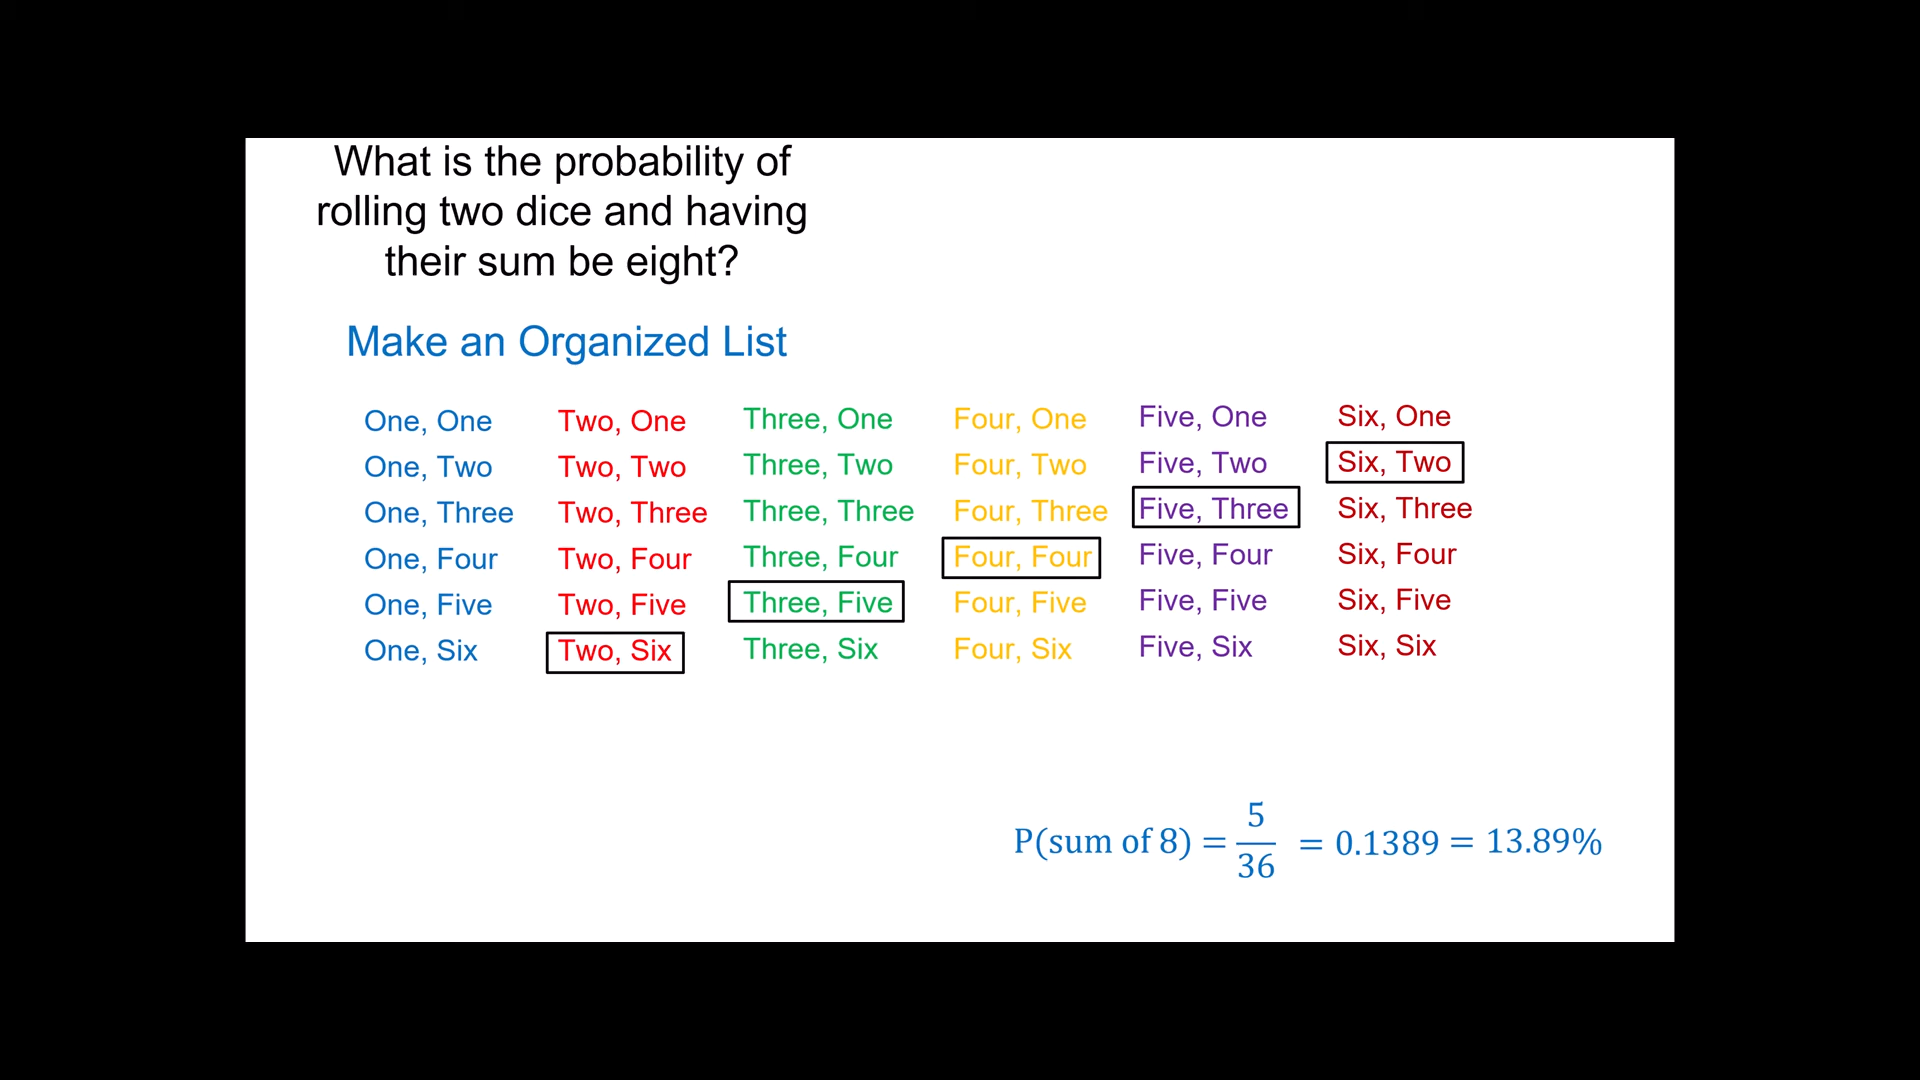 What is the probability of
rolling two dice and having
their sum be eight?
Make an Organized List
One, One Two, One Three, One Four, One Five, One Six, One
One, Two Two, Two Three, Two Four, Two Five, Two Six, Two
One, Three Two, Three Three, Three Four, Three Five, Three Six, Three
One, Four Two, Four Three, Four Four, Four Five, Four Six, Four
One, Five Two, Five Three, Five Four, Five Five, Five Six, Five
One, Six Two, Six Three, Six Four, Six Five, Six Six, Six
P(sum of 8) = 5/36 = 0.1389 = 13.89%